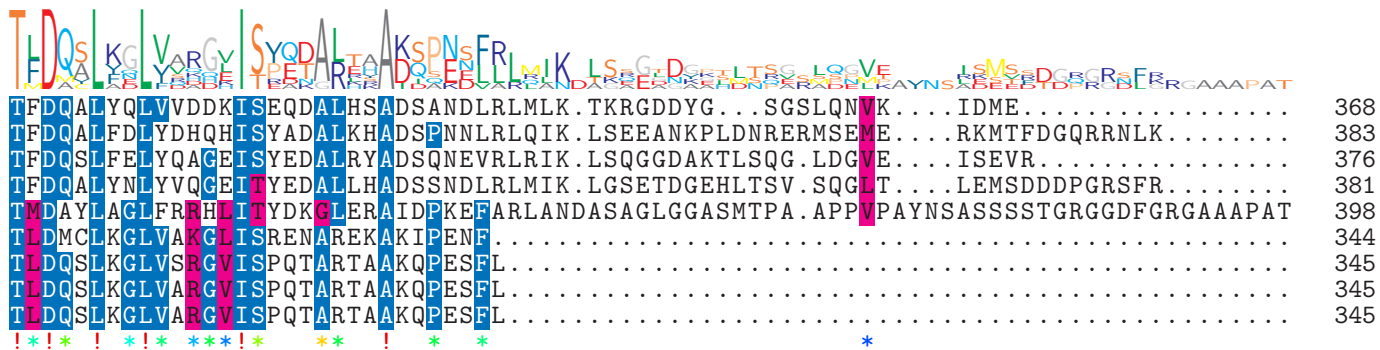 TFDQALYQLVVDDKISEQDALHSADSANDLRLMLK.TKRGDDYG...SGSLQNVK....IDME................. 368
TFDQALFDLYDHQHISYADALKHADSPNNLRLQIK.LSEEANKPLDNRERMSEME....RKMTFDGQRRNLK........ 383
TFDQSLFELYQAGEISYEDALRYADSQNEVRLRIK.LSQGGDAKTLSQG.LDGVE....ISEVR................ 376
TFDQALYNLYVQGEITYEDALLHADSSNDLRLMIK.LGSETDGEHLTSV.SQGLT....LEMSDDDPGRSFR........ 381
TMDAYLAGLFRRHLITYDKGLERAIDPKEFARLANDASAGLGGASMTPA.APPVPAYNSASSSSTGRGGDFGRGAAAPAT 398
TLDMCLKGLVAKGLISRENAREKAKIPENF.................................................. 344
TLDQSLKGLVSRGVISPQTARTAAKQPESFL................................................. 345
TLDQSLKGLVARGVISPQTARTAAKQPESFL................................................. 345
TLDQSLKGLVARGVISPQTARTAAKQPESFL................................................. 345
!*!* ! *!* ***!*   **  !  *  *                       *